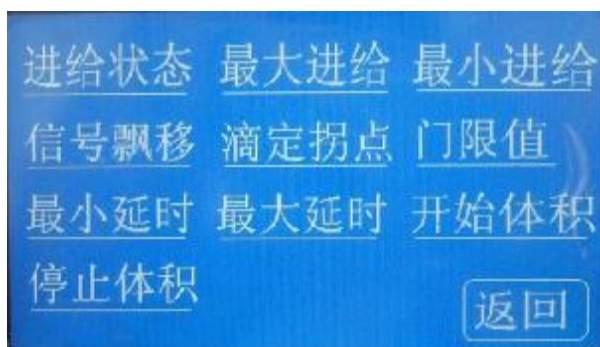 进给状态 最大进给 最小进给
信号飘移 滴定拐点 门限值
最小延时 最大延时 开始体积
停止体积
返回